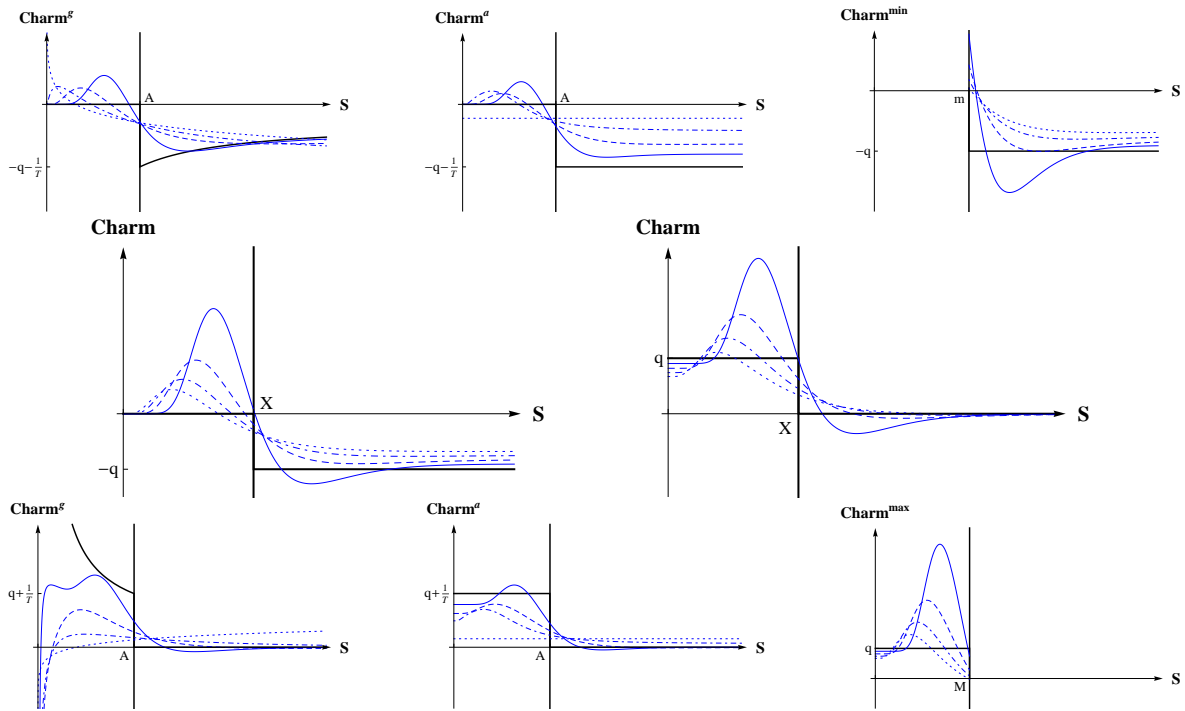 Charm^g
A
S
−q−1/T
Charm^a
A
S
−q−1/T
Charm^min
m
S
−q
Charm
X
S
−q
Charm
q
X
S
Charm^g
q+1/T
A
S
Charm^a
q+1/T
A
S
Charm^max
q
M
S